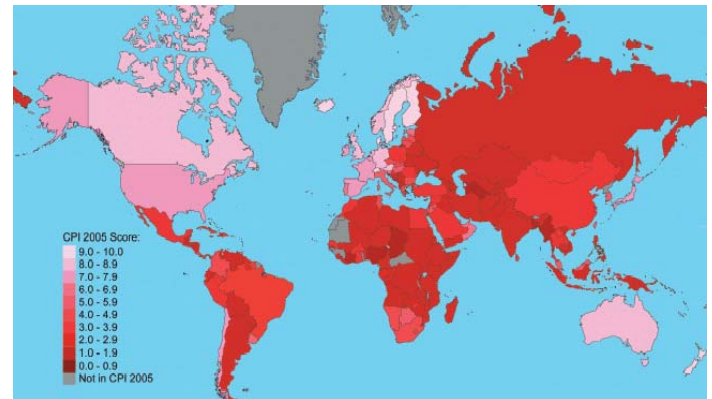 CPI 2005 Score:
9.0 - 10.0
8.0 - 8.9
7.0 - 7.9
6.0 - 6.9
5.0 - 5.9
4.0 - 4.9
3.0 - 3.9
2.0 - 2.9
1.0 - 1.9
0.0 - 0.9
Not in CPI 2005